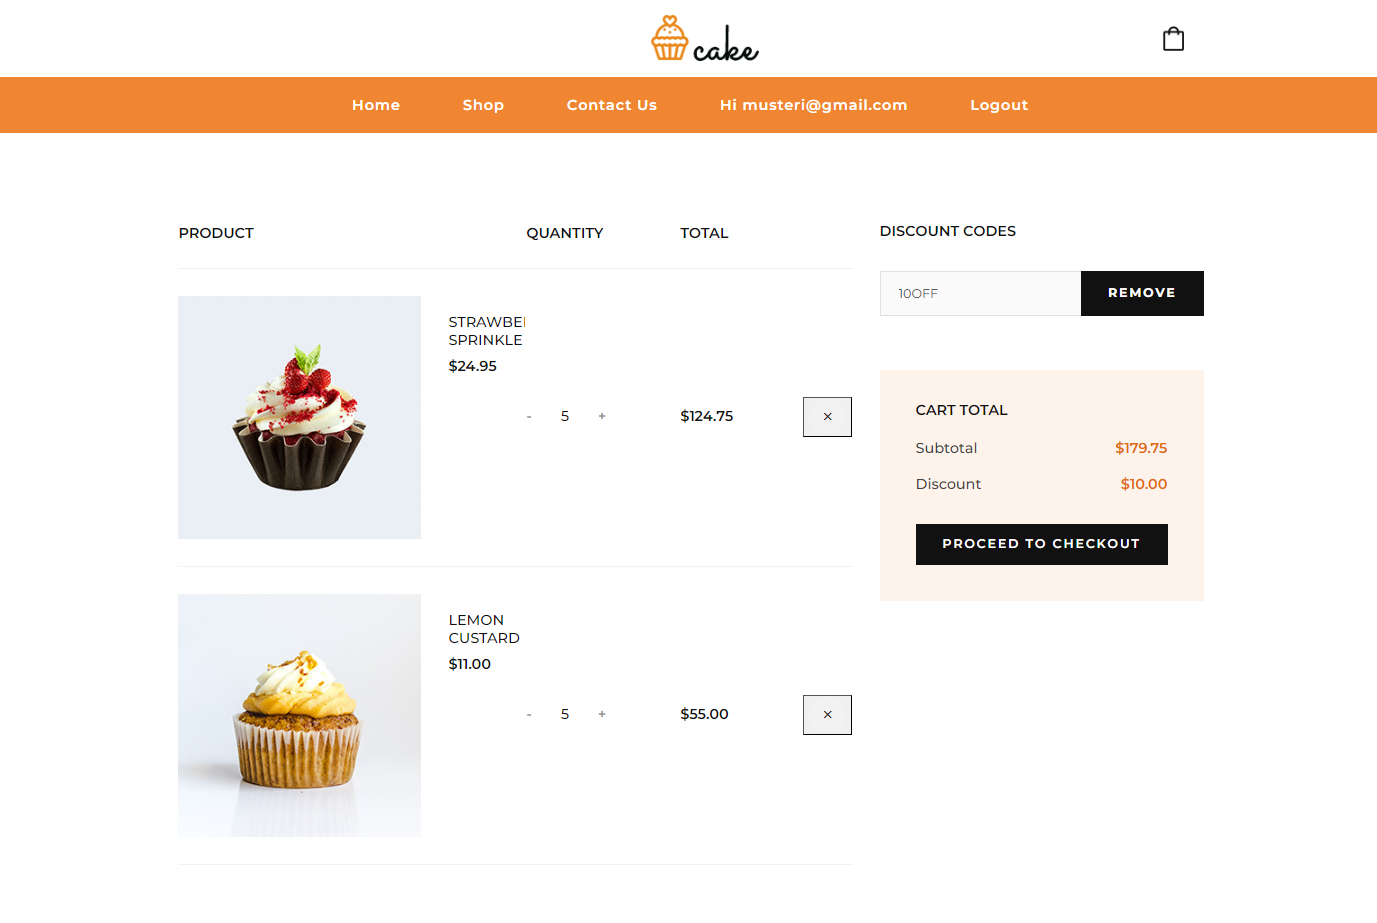 cake
Home Shop Contact Us Hi musteri@gmail.com Logout
PRODUCT QUANTITY TOTAL
STRAWBE
SPRINKLE
$24.95
- 5 + $124.75 ×
LEMON
CUSTARD
$11.00
- 5 + $55.00 ×
DISCOUNT CODES
10OFF REMOVE
CART TOTAL
Subtotal $179.75
Discount $10.00
PROCEED TO CHECKOUT